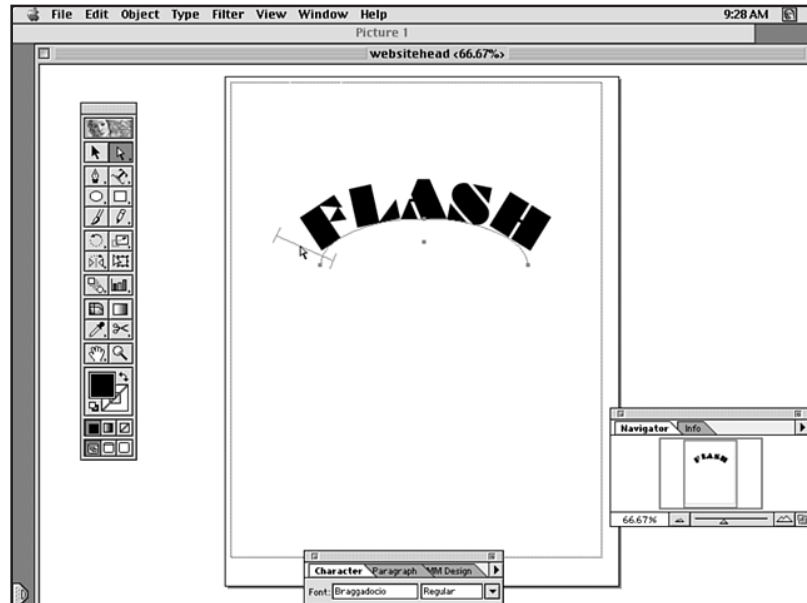 File Edit Object Type Filter View Window Help 9:28 AM
Picture 1
websitehead <66.67%>
FLASH
Navigator Info
FLASH
66.67%
Character Paragraph MM Design
Font: Braggadocio Regular